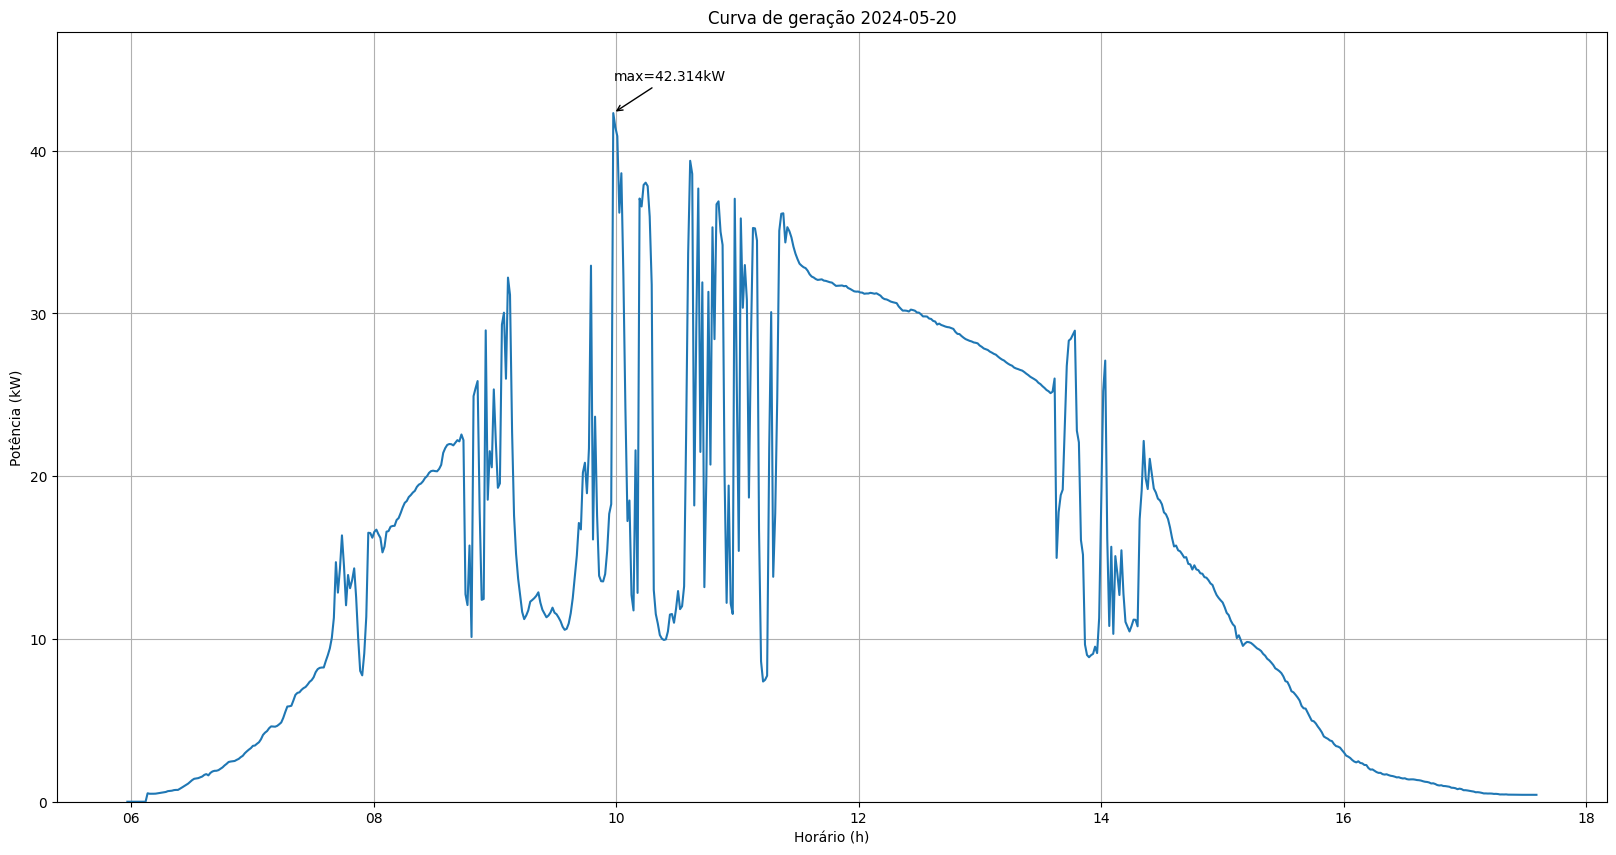 Curva de geração 2024-05-20
max=42.314kW
Potência (kW)
40
30
20
10
0
06 08 10 12 14 16 18
Horário (h)